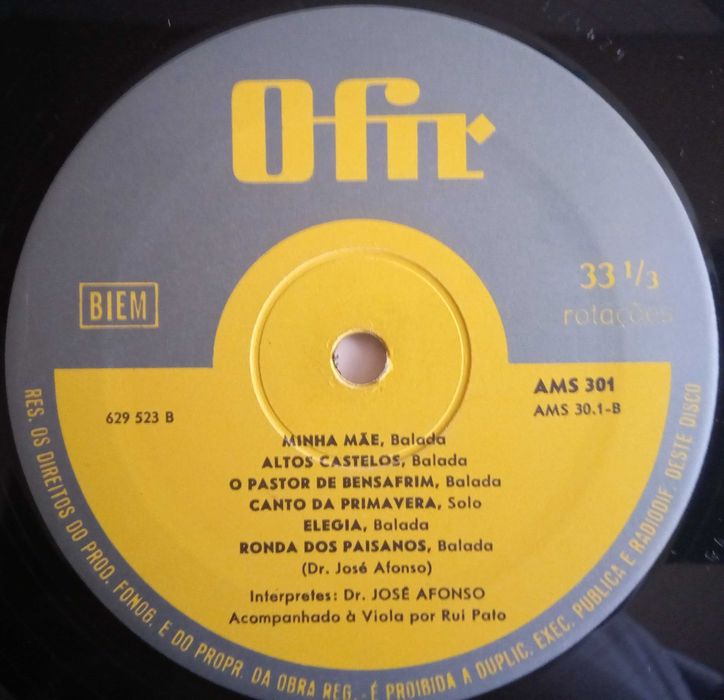 Ofir
BIEM
33 1/3
rotações
629 523 B
AMS 301
AMS 30.1-B
MINHA MÃE, Balada
ALTOS CASTELOS, Balada
O PASTOR DE BENSAFRIM, Balada
CANTO DA PRIMAVERA, Solo
ELEGIA, Balada
RONDA DOS PAISANOS, Balada
(Dr. José Afonso)
Interpretes: Dr. JOSÉ AFONSO
Acompanhado à Viola por Rui Pato
RES. OS DIREITOS DO PROD. FONOG. E DO PROPR. DA OBRA REG. - É PROIBIDA A DUPLIC. EXEC. PUBLICA E RADIODIF. DESTE DISCO